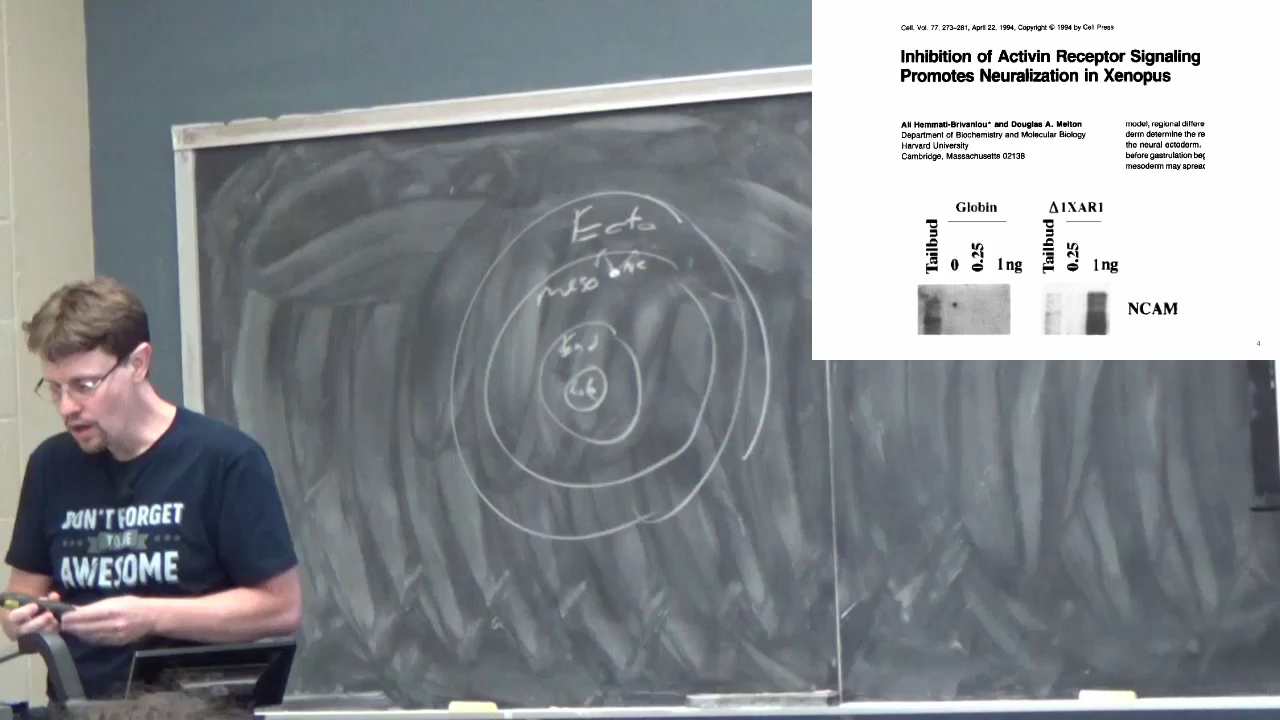 Cell, Vol. 77, 273–281, April 22, 1994, Copyright © 1994 by Cell Press
Inhibition of Activin Receptor Signaling
Promotes Neuralization in Xenopus
Ali Hemmati-Brivanlou* and Douglas A. Melton
Department of Biochemistry and Molecular Biology
Harvard University
Cambridge, Massachusetts 02138
model, regional differe
derm determine the re
the neural ectoderm.
before gastrulation beg
mesoderm may spread
Globin
Δ1XAR1
Tailbud 0 0.25 1ng
Tailbud 0.25 1ng
NCAM
4
Ecto
meso
End
DON'T FORGET
TO BE
AWESOME